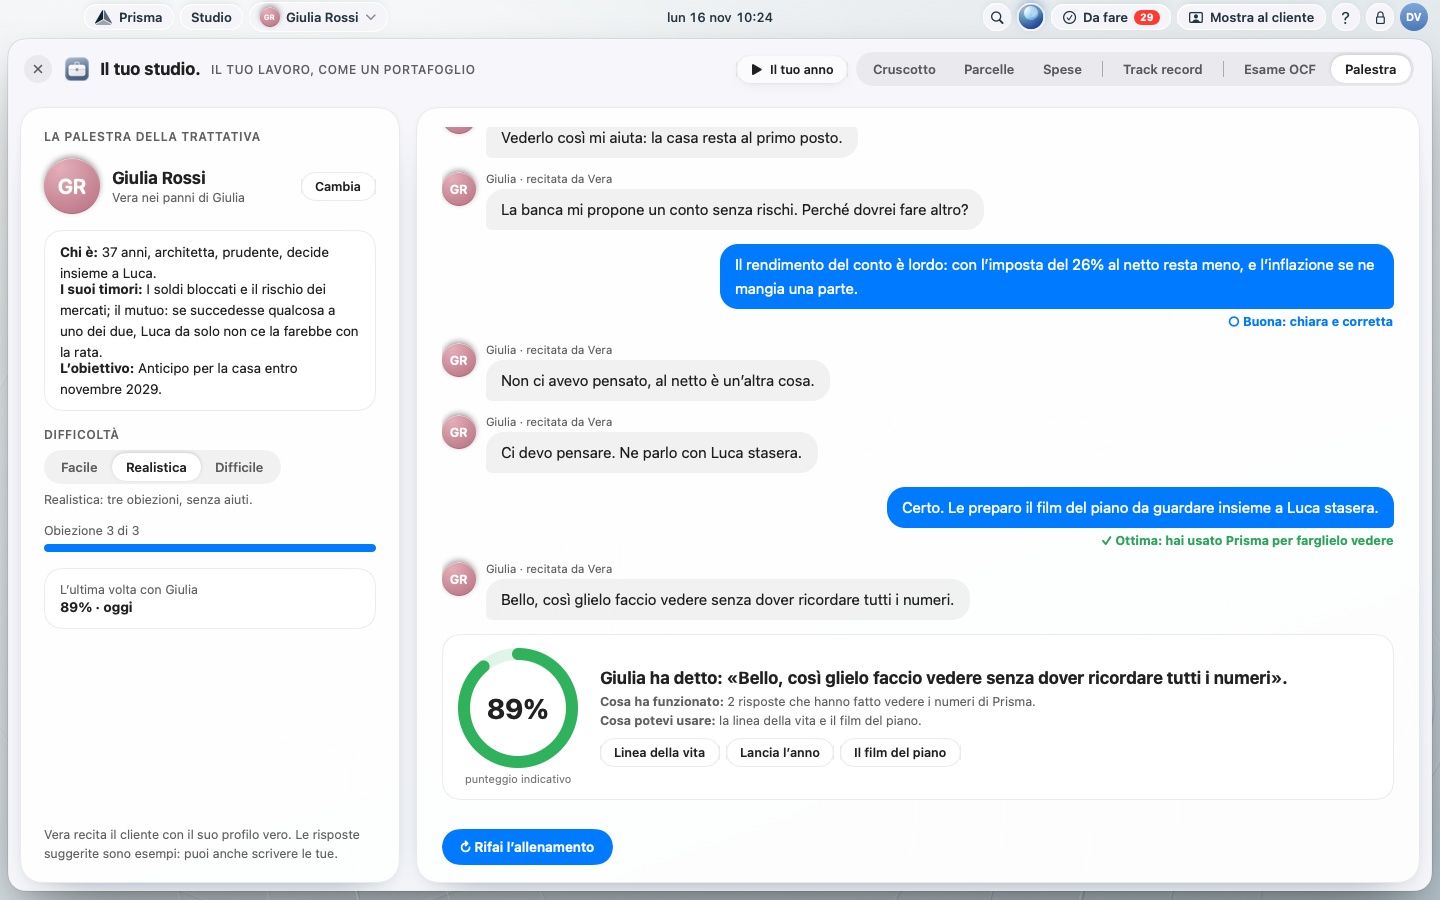 Prisma
Studio
GR Giulia Rossi
lun 16 nov 10:24
Da fare 29
Mostra al cliente
?
DV
Il tuo studio. IL TUO LAVORO, COME UN PORTAFOGLIO
Il tuo anno
Cruscotto
Parcelle
Spese
Track record
Esame OCF
Palestra
LA PALESTRA DELLA TRATTATIVA
GR
Giulia Rossi
Vera nei panni di Giulia
Cambia
Chi è: 37 anni, architetta, prudente, decide
insieme a Luca.
I suoi timori: I soldi bloccati e il rischio dei
mercati; il mutuo: se succedesse qualcosa a
uno dei due, Luca da solo non ce la farebbe con
la rata.
L’obiettivo: Anticipo per la casa entro
novembre 2029.
DIFFICOLTÀ
Facile
Realistica
Difficile
Realistica: tre obiezioni, senza aiuti.
Obiezione 3 di 3
L’ultima volta con Giulia
89% · oggi
Vera recita il cliente con il suo profilo vero. Le risposte
suggerite sono esempi: puoi anche scrivere le tue.
Vederlo così mi aiuta: la casa resta al primo posto.
Giulia · recitata da Vera
GR
La banca mi propone un conto senza rischi. Perché dovrei fare altro?
Il rendimento del conto è lordo: con l’imposta del 26% al netto resta meno, e l’inflazione se ne
mangia una parte.
Buona: chiara e corretta
Giulia · recitata da Vera
GR
Non ci avevo pensato, al netto è un’altra cosa.
Giulia · recitata da Vera
GR
Ci devo pensare. Ne parlo con Luca stasera.
Certo. Le preparo il film del piano da guardare insieme a Luca stasera.
✓ Ottima: hai usato Prisma per farglielo vedere
Giulia · recitata da Vera
GR
Bello, così glielo faccio vedere senza dover ricordare tutti i numeri.
89%
punteggio indicativo
Giulia ha detto: «Bello, così glielo faccio vedere senza dover ricordare tutti i numeri».
Cosa ha funzionato: 2 risposte che hanno fatto vedere i numeri di Prisma.
Cosa potevi usare: la linea della vita e il film del piano.
Linea della vita
Lancia l’anno
Il film del piano
↻ Rifai l’allenamento